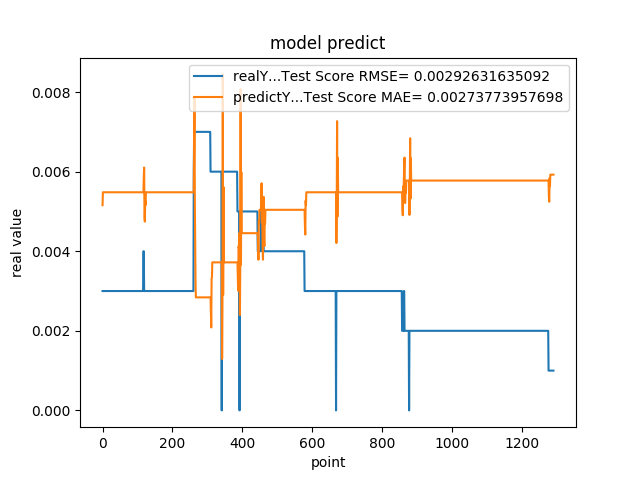 model predict
realY...Test Score RMSE= 0.00292631635092
predictY...Test Score MAE= 0.00273773957698
0.008
0.006
0.004
0.002
0.000
real value
0 200 400 600 800 1000 1200
point